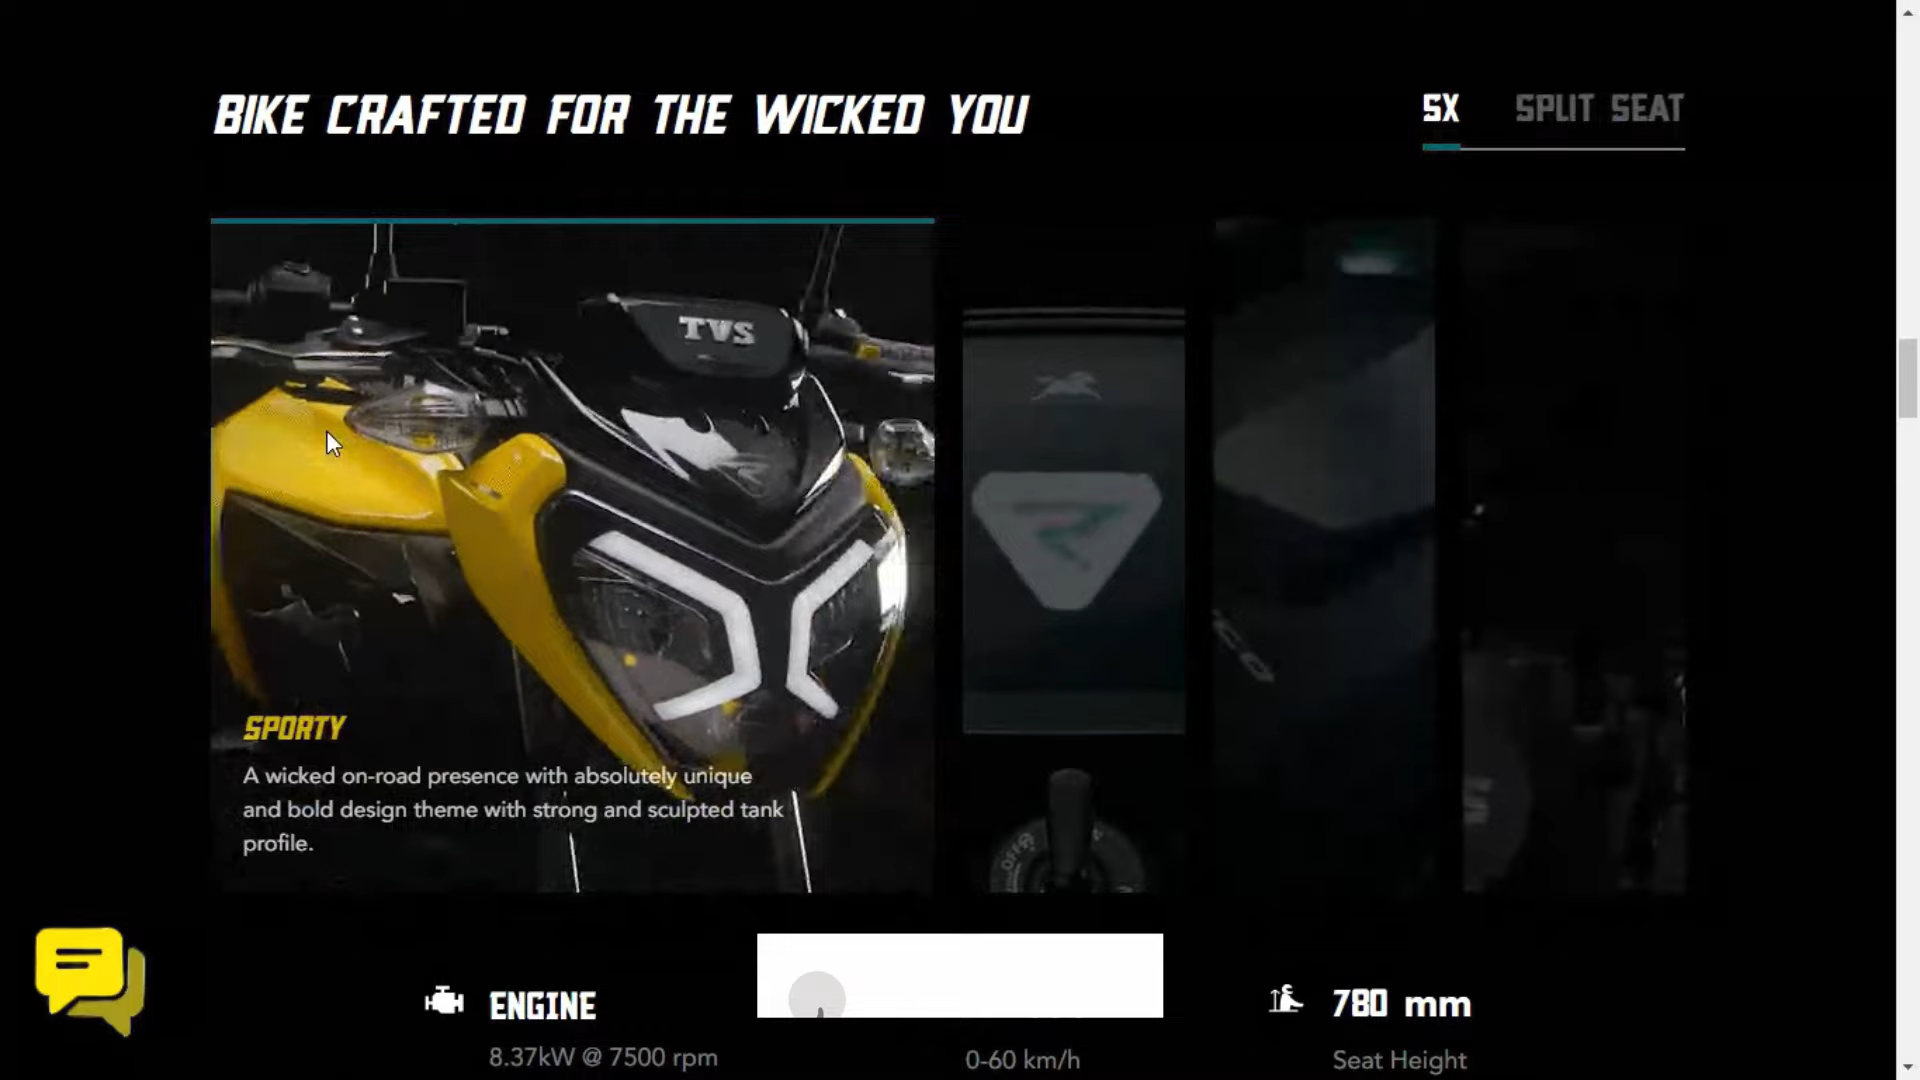 BIKE CRAFTED FOR THE WICKED YOU
SX SPLIT SEAT
TVS
SPORTY
A wicked on-road presence with absolutely unique
and bold design theme with strong and sculpted tank
profile.
OFF
ENGINE
780 mm
8.37kW @ 7500 rpm
0-60 km/h
Seat Height